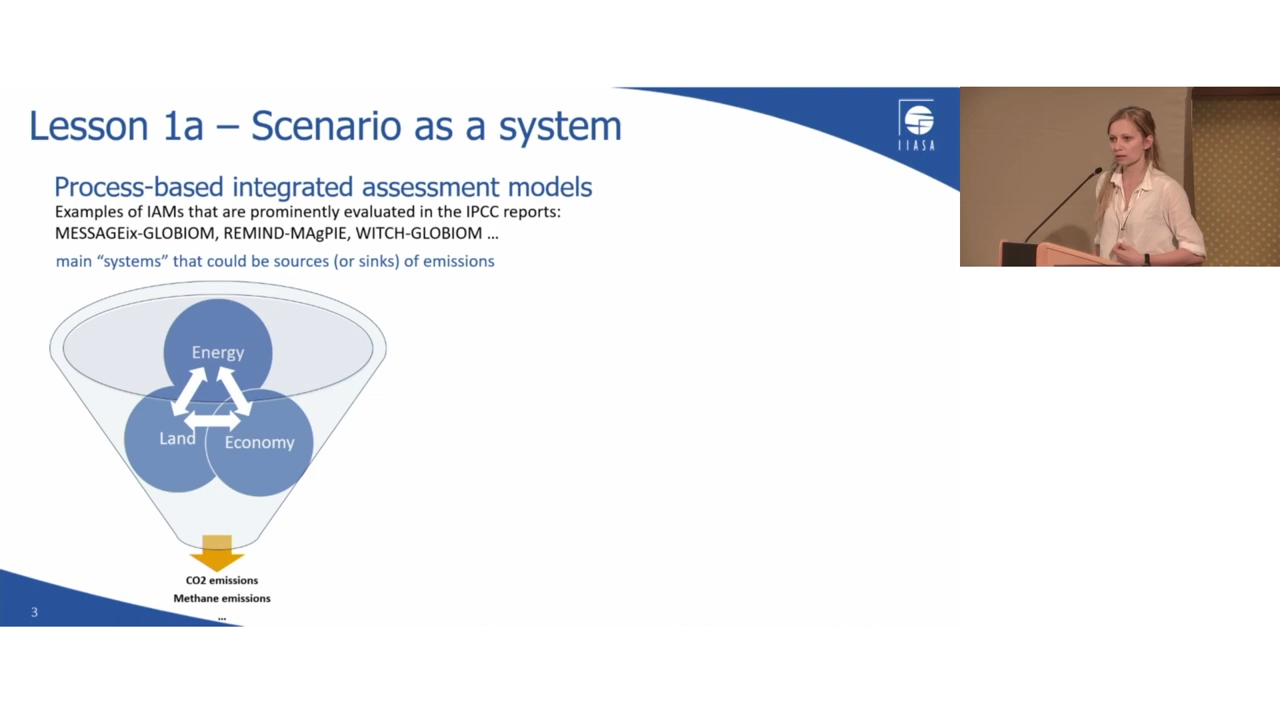 Lesson 1a – Scenario as a system
IIASA
Process-based integrated assessment models
Examples of IAMs that are prominently evaluated in the IPCC reports:
MESSAGEix-GLOBIOM, REMIND-MAgPIE, WITCH-GLOBIOM ...
main “systems” that could be sources (or sinks) of emissions
Energy
Land
Economy
CO2 emissions
Methane emissions
...
3